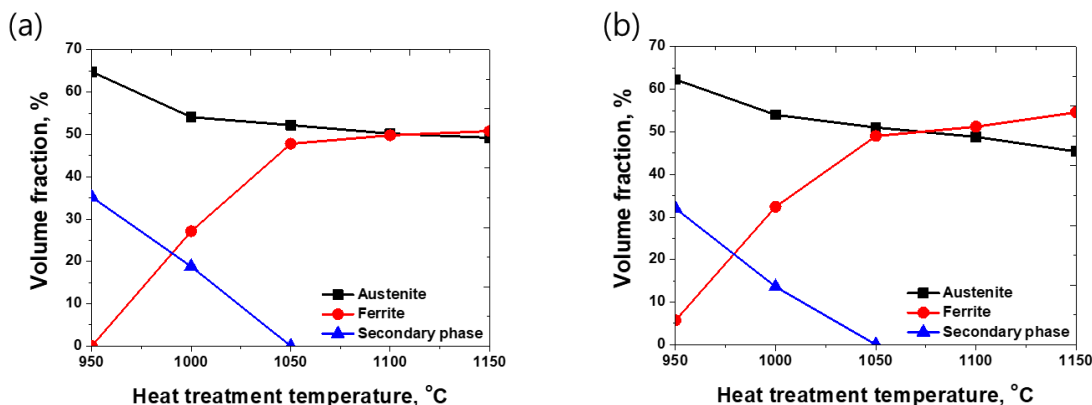 (a)
70
60
50
40
30
20
10
0
Volume fraction, %
Austenite
Ferrite
Secondary phase
950 1000 1050 1100 1150
Heat treatment temperature, °C
(b)
70
60
50
40
30
20
10
0
Volume fraction, %
Austenite
Ferrite
Secondary phase
950 1000 1050 1100 1150
Heat treatment temperature, °C